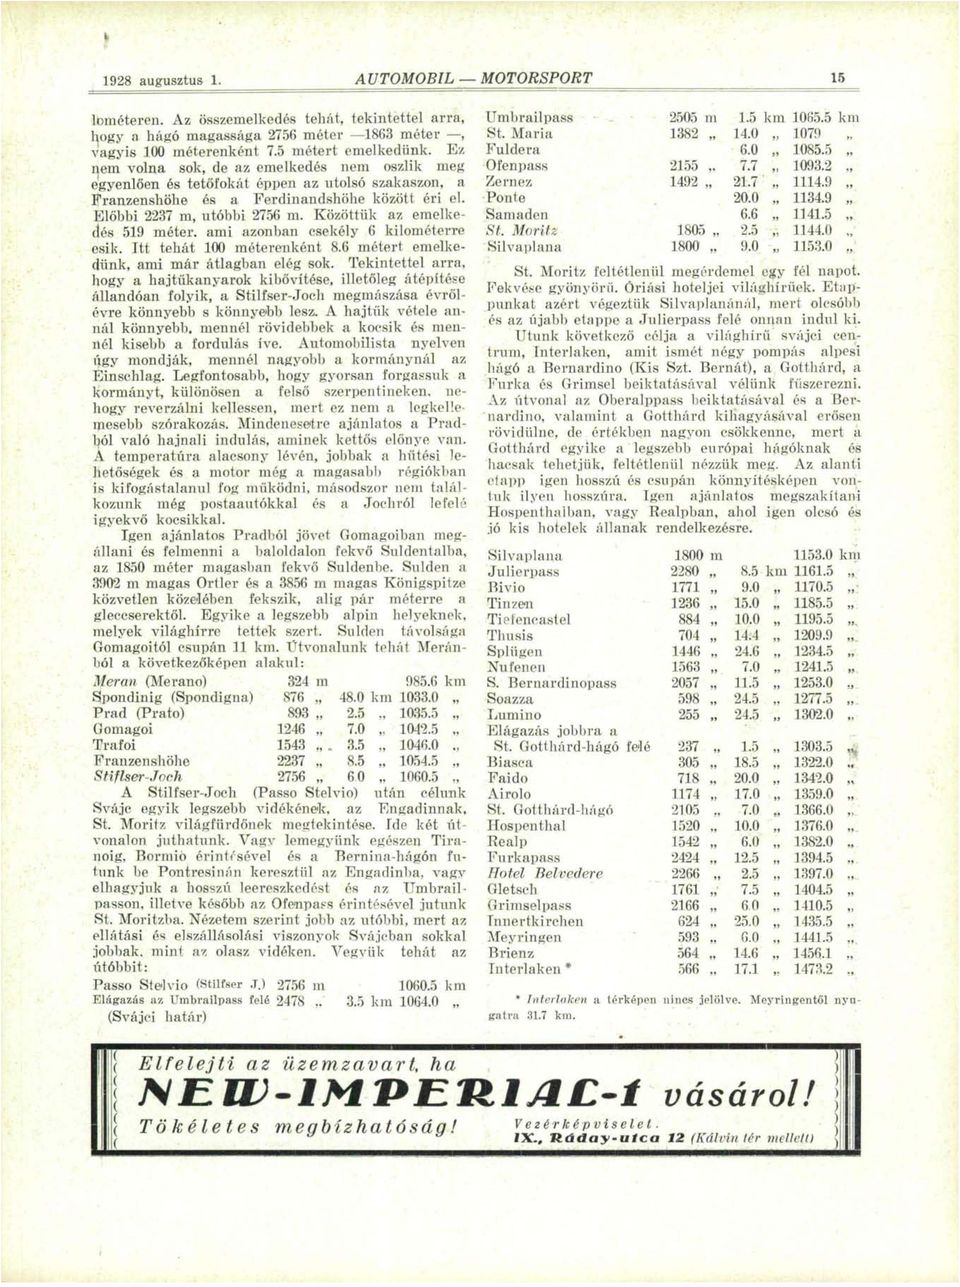 1928 augusztus 1. AUTOMOBIL — MOTORSPORT 15
lométeren. Az összemelkedés tehát, tekintettel arra,
hogy a hágó magassága 2756 méter —1863 méter —,
vagyis 100 méterenként 7.5 métert emelkedünk. Ez
nem volna sok, de az emelkedés nem oszlik meg
egyenlően és tetőfokát éppen az utolsó szakaszon, a
Franzenshöhe és a Ferdinandshöhe között éri el.
Előbbi 2237 m, utóbbi 2756 m. Közöttük az emelke-
dés 519 méter, ami azonban csekély 6 kilométerre
esik. Itt tehát 100 méterenként 8.6 métert emelke-
dünk, ami már átlagban elég sok. Tekintettel arra,
hogy a hajtűkanyarok kibővítése, illetőleg átépítése
állandóan folyik, a Stilfser-Joch megmászása évről-
évre könnyebb s könnyebb lesz. A hajtűk vétele an-
nál könnyebb, mennél rövidebbek a kocsik és men-
nél kisebb a fordulás íve. Automobilista nyelven
úgy mondják, mennél nagyobb a kormánynál az
Einschlag. Legfontosabb, hogy gyorsan forgassuk a
kormányt, különösen a felső szerpentineken, ne-
hogy reverzálni kellessen, mert ez nem a legkelle-
mesebb szórakozás. Mindenesetre ajánlatos a Prad-
ból való hajnali indulás, aminek kettős előnye van.
A temperatúra alacsony lévén, jobbak a hűtési le-
hetőségek és a motor még a magasabb régiókban
is kifogástalanul fog működni, másodszor nem talál-
kozunk még postaautókkal és a Jochról lefelé
igyekvő kocsikkal.
Igen ajánlatos Pradból jövet Gomagoiban meg-
állani és felmenni a baloldalon fekvő Suldentalba,
az 1850 méter magasban fekvő Suldenbe. Sulden a
3902 m magas Ortler és a 3856 m magas Königspitze
közvetlen közelében fekszik, alig pár méterre a
gleccserektől. Egyike a legszebb alpin helyeknek,
melyek világhírre tettek szert. Sulden távolsága
Gomagoitól csupán 11 km. Útvonalunk tehát Merán-
ból a következőképen alakul:
Meran (Merano) 324 m 985.6 km
Spondinig (Spondigna) 876 „ 48.0 km 1033.0 „
Prad (Prato) 893 „ 2.5 „ 1035.5 „
Gomagoi 1246 „ 7.0 „ 1042.5 „
Trafoi 1543 „ 3.5 „ 1046.0 „
Franzenshöhe 2237 „ 8.5 „ 1054.5 „
Stiflser-Joch 2756 „ 6 0 „ 1060.5 „
A Stilfser-Joch (Passo Stelvio) után célunk
Svájc egyik legszebb vidékének, az Engadinnak,
St. Moritz világfürdőnek megtekintése. Ide két út-
vonalon juthatunk. Vagy lemegyünk egészen Tira-
noig, Bormio érintésével és a Bernina-hágón fu-
tunk be Pontresinán keresztül az Engadinba, vagy
elhagyjuk a hosszú leereszkedést és az Umbrail-
passon, illetve később az Ofenpass érintésével jutunk
St. Moritzba. Nézetem szerint jobb az utóbbi, mert az
ellátási és elszállásolási viszonyok Svájcban sokkal
jobbak, mint az olasz vidéken. Vegyük tehát az
útóbbit:
Passo Stelvio (Stilfser J.) 2756 m 1060.5 km
Elágazás az Umbrailpass felé 2478 „ 3.5 km 1064.0 „
(Svájci határ)
Umbrailpass 2505 m 1.5 km 1065.5 km
St. Maria 1382 „ 14.0 „ 1079 „
Fuldera 6.0 „ 1085.5 „
Ofenpass 2155 „ 7.7 „ 1093.2 „
Zernez 1492 „ 21.7 „ 1114.9 „
Ponte 20.0 „ 1134.9 „
Samaden 6.6 „ 1141.5 „
St. Moritz 1805 „ 2.5 „ 1144.0 „
Silvaplana 1800 „ 9.0 „ 1153.0 „
St. Moritz feltétlenül megérdemel egy fél napot.
Fekvése gyönyörü. Óriási hoteljei világhírüek. Etap-
punkat azért végeztük Silvaplanánál, mert olcsóbb
és az újabb etappe a Julierpass felé onnan indul ki.
Utunk következő célja a világhírű svájci cen-
trum, Interlaken, amit ismét négy pompás alpesi
hágó a Bernardino (Kis Szt. Bernát), a Gotthárd, a
Furka és Grimsel beiktatásával vélünk fűszerezni.
Az útvonal az Oberalppass beiktatásával és a Ber-
nardino, valamint a Gotthárd kihagyásával erősen
rövidülne, de értékben nagyon csökkenne, mert a
Gotthárd egyike a legszebb európai hágóknak és
hacsak tehetjük, feltétlenül nézzük meg. Az alanti
etapp igen hosszú és csupán könnyítésképen von-
tuk ilyen hosszúra. Igen ajánlatos megszakítani
Hospenthalban, vagy Realpban, ahol igen olcsó és
jó kis hotelek állanak rendelkezésre.
Silvaplana 1800 m 1153.0 km
Julierpass 2280 „ 8.5 km 1161.5 „
Bivio 1771 „ 9.0 „ 1170.5 „
Tinzen 1236 „ 15.0 „ 1185.5 „
Tiefencastel 884 „ 10.0 „ 1195.5 „
Thusis 704 „ 14.4 „ 1209.9 „
Splügen 1446 „ 24.6 „ 1234.5 „
Nufenen 1563 „ 7.0 „ 1241.5 „
S. Bernardinopass 2057 „ 11.5 „ 1253.0 „
Soazza 598 „ 24.5 „ 1277.5 „
Lumino 255 „ 24.5 „ 1302.0 „
Elágazás jobbra a
St. Gotthárd-hágó felé 237 „ 1.5 „ 1303.5 „
Biasca 305 „ 18.5 „ 1322.0 „
Faido 718 „ 20.0 „ 1342.0 „
Airolo 1174 „ 17.0 „ 1359.0 „
St. Gotthárd-hágó 2105 „ 7.0 „ 1366.0 „
Hospenthal 1520 „ 10.0 „ 1376.0 „
Realp 1542 „ 6.0 „ 1382.0 „
Furkapass 2424 „ 12.5 „ 1394.5 „
Hotel Belvedere 2266 „ 2.5 „ 1397.0 „
Gletsch 1761 „ 7.5 „ 1404.5 „
Grimselpass 2166 „ 6 0 „ 1410.5 „
Innertkirchen 624 „ 25.0 „ 1435.5 „
Meyringen 593 „ 6.0 „ 1441.5 „
Brienz 564 „ 14.6 „ 1456.1 „
Interlaken * 566 „ 17.1 „ 1473.2 „
* Interlaken a térképen nincs jelölve. Meyringentől nyu-
gatra 31.7 km.
Elfelejti az üzemzavart, ha
NEW-IMPERIAL-t vásárol!
Tökéletes megbízhatóság!
Vezérképviselet.
IX., Ráday-utca 12 (Kálvin tér mellett)